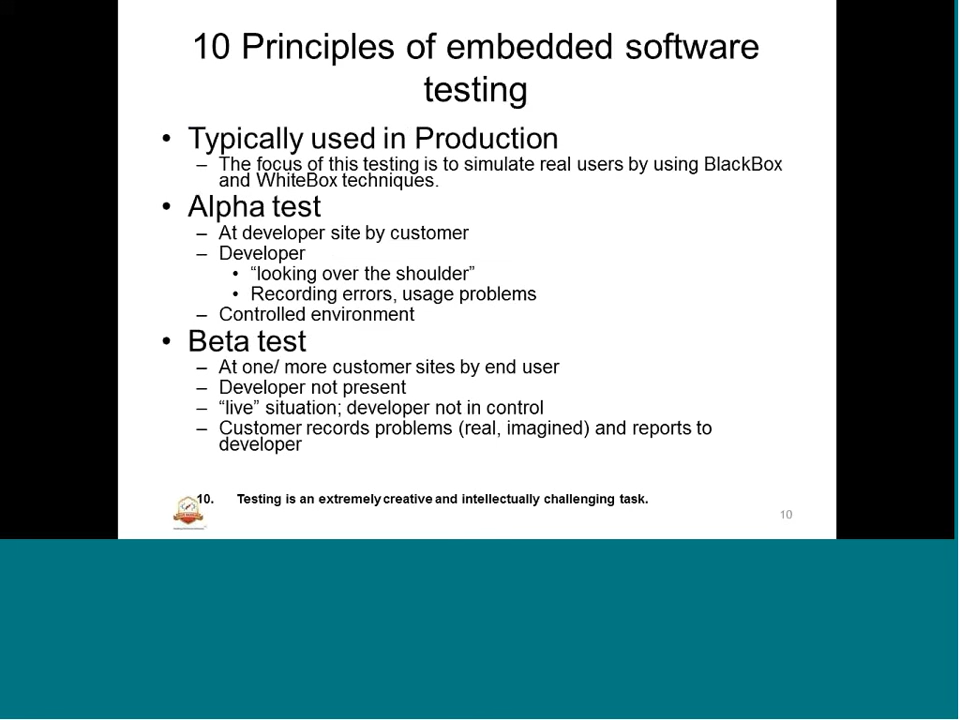 10 Principles of embedded software
testing
• Typically used in Production
– The focus of this testing is to simulate real users by using BlackBox
and WhiteBox techniques.
• Alpha test
– At developer site by customer
– Developer
• “looking over the shoulder”
• Recording errors, usage problems
– Controlled environment
• Beta test
– At one/ more customer sites by end user
– Developer not present
– “live” situation; developer not in control
– Customer records problems (real, imagined) and reports to
developer
10. Testing is an extremely creative and intellectually challenging task.
10